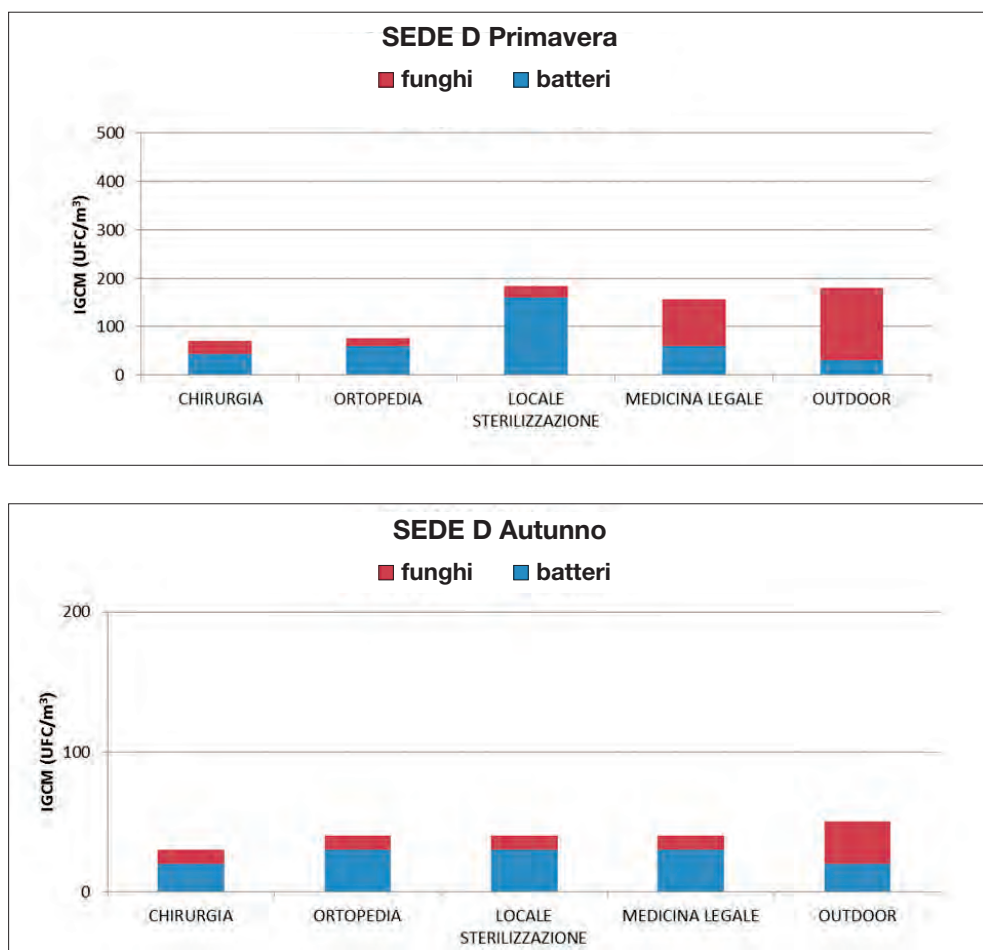 SEDE D Primavera
funghi batteri
IGCM (UFC/m³)
500
400
300
200
100
0
CHIRURGIA ORTOPEDIA LOCALE MEDICINA LEGALE OUTDOOR
STERILIZZAZIONE
SEDE D Autunno
funghi batteri
IGCM (UFC/m³)
200
100
0
CHIRURGIA ORTOPEDIA LOCALE MEDICINA LEGALE OUTDOOR
STERILIZZAZIONE